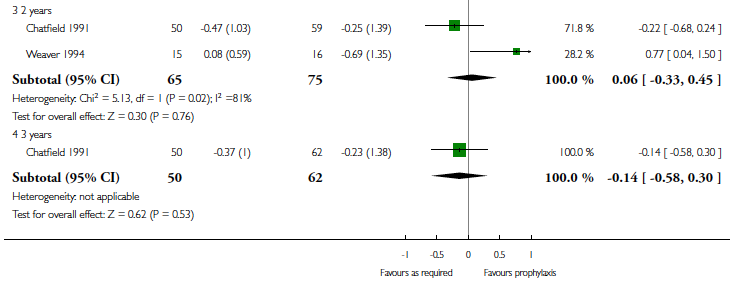 3 2 years
Chatfield 1991 50 -0.47 (1.03) 59 -0.25 (1.39) 71.8 % -0.22 [ -0.68, 0.24 ]
Weaver 1994 15 0.08 (0.59) 16 -0.69 (1.35) 28.2 % 0.77 [ 0.04, 1.50 ]
Subtotal (95% CI) 65 75 100.0 % 0.06 [ -0.33, 0.45 ]
Heterogeneity: Chi² = 5.13, df = 1 (P = 0.02); I² =81%
Test for overall effect: Z = 0.30 (P = 0.76)
4 3 years
Chatfield 1991 50 -0.37 (1) 62 -0.23 (1.38) 100.0 % -0.14 [ -0.58, 0.30 ]
Subtotal (95% CI) 50 62 100.0 % -0.14 [ -0.58, 0.30 ]
Heterogeneity: not applicable
Test for overall effect: Z = 0.62 (P = 0.53)
-1 -0.5 0 0.5 1
Favours as required Favours prophylaxis